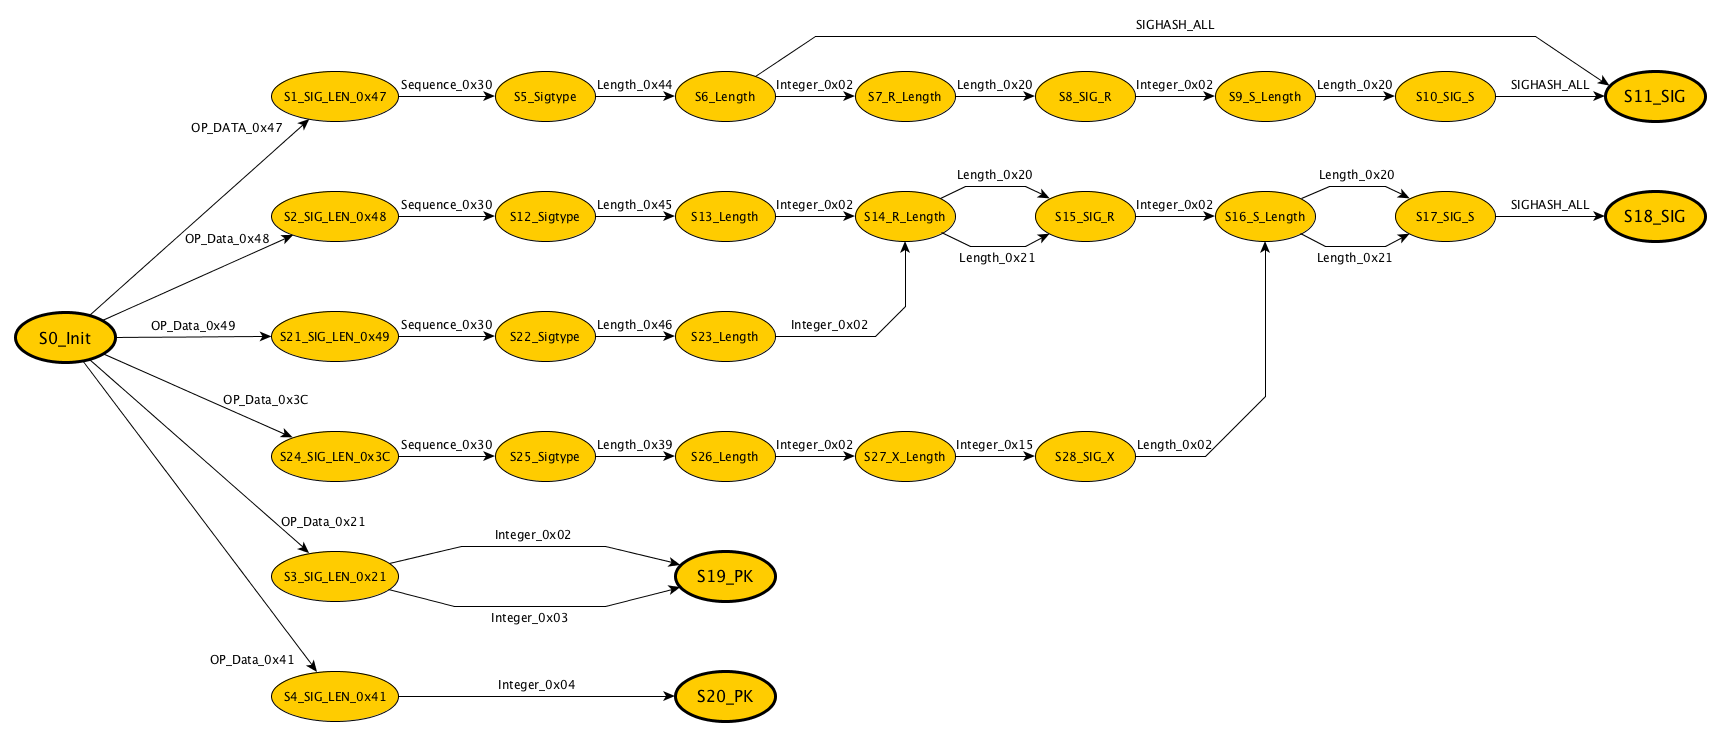 SIGHASH_ALL
S1_SIG_LEN_0x47 Sequence_0x30 S5_Sigtype Length_0x44 S6_Length Integer_0x02 S7_R_Length Length_0x20 S8_SIG_R Integer_0x02 S9_S_Length Length_0x20 S10_SIG_S SIGHASH_ALL S11_SIG
OP_DATA_0x47
Length_0x20 Length_0x20
S2_SIG_LEN_0x48 Sequence_0x30 S12_Sigtype Length_0x45 S13_Length Integer_0x02 S14_R_Length S15_SIG_R Integer_0x02 S16_S_Length S17_SIG_S SIGHASH_ALL S18_SIG
OP_Data_0x48
Length_0x21 Length_0x21
S0_Init OP_Data_0x49 S21_SIG_LEN_0x49 Sequence_0x30 S22_Sigtype Length_0x46 S23_Length Integer_0x02
OP_Data_0x3C
S24_SIG_LEN_0x3C Sequence_0x30 S25_Sigtype Length_0x39 S26_Length Integer_0x02 S27_X_Length Integer_0x15 S28_SIG_X Length_0x02
OP_Data_0x21
Integer_0x02
S3_SIG_LEN_0x21 S19_PK
Integer_0x03
OP_Data_0x41
S4_SIG_LEN_0x41 Integer_0x04 S20_PK